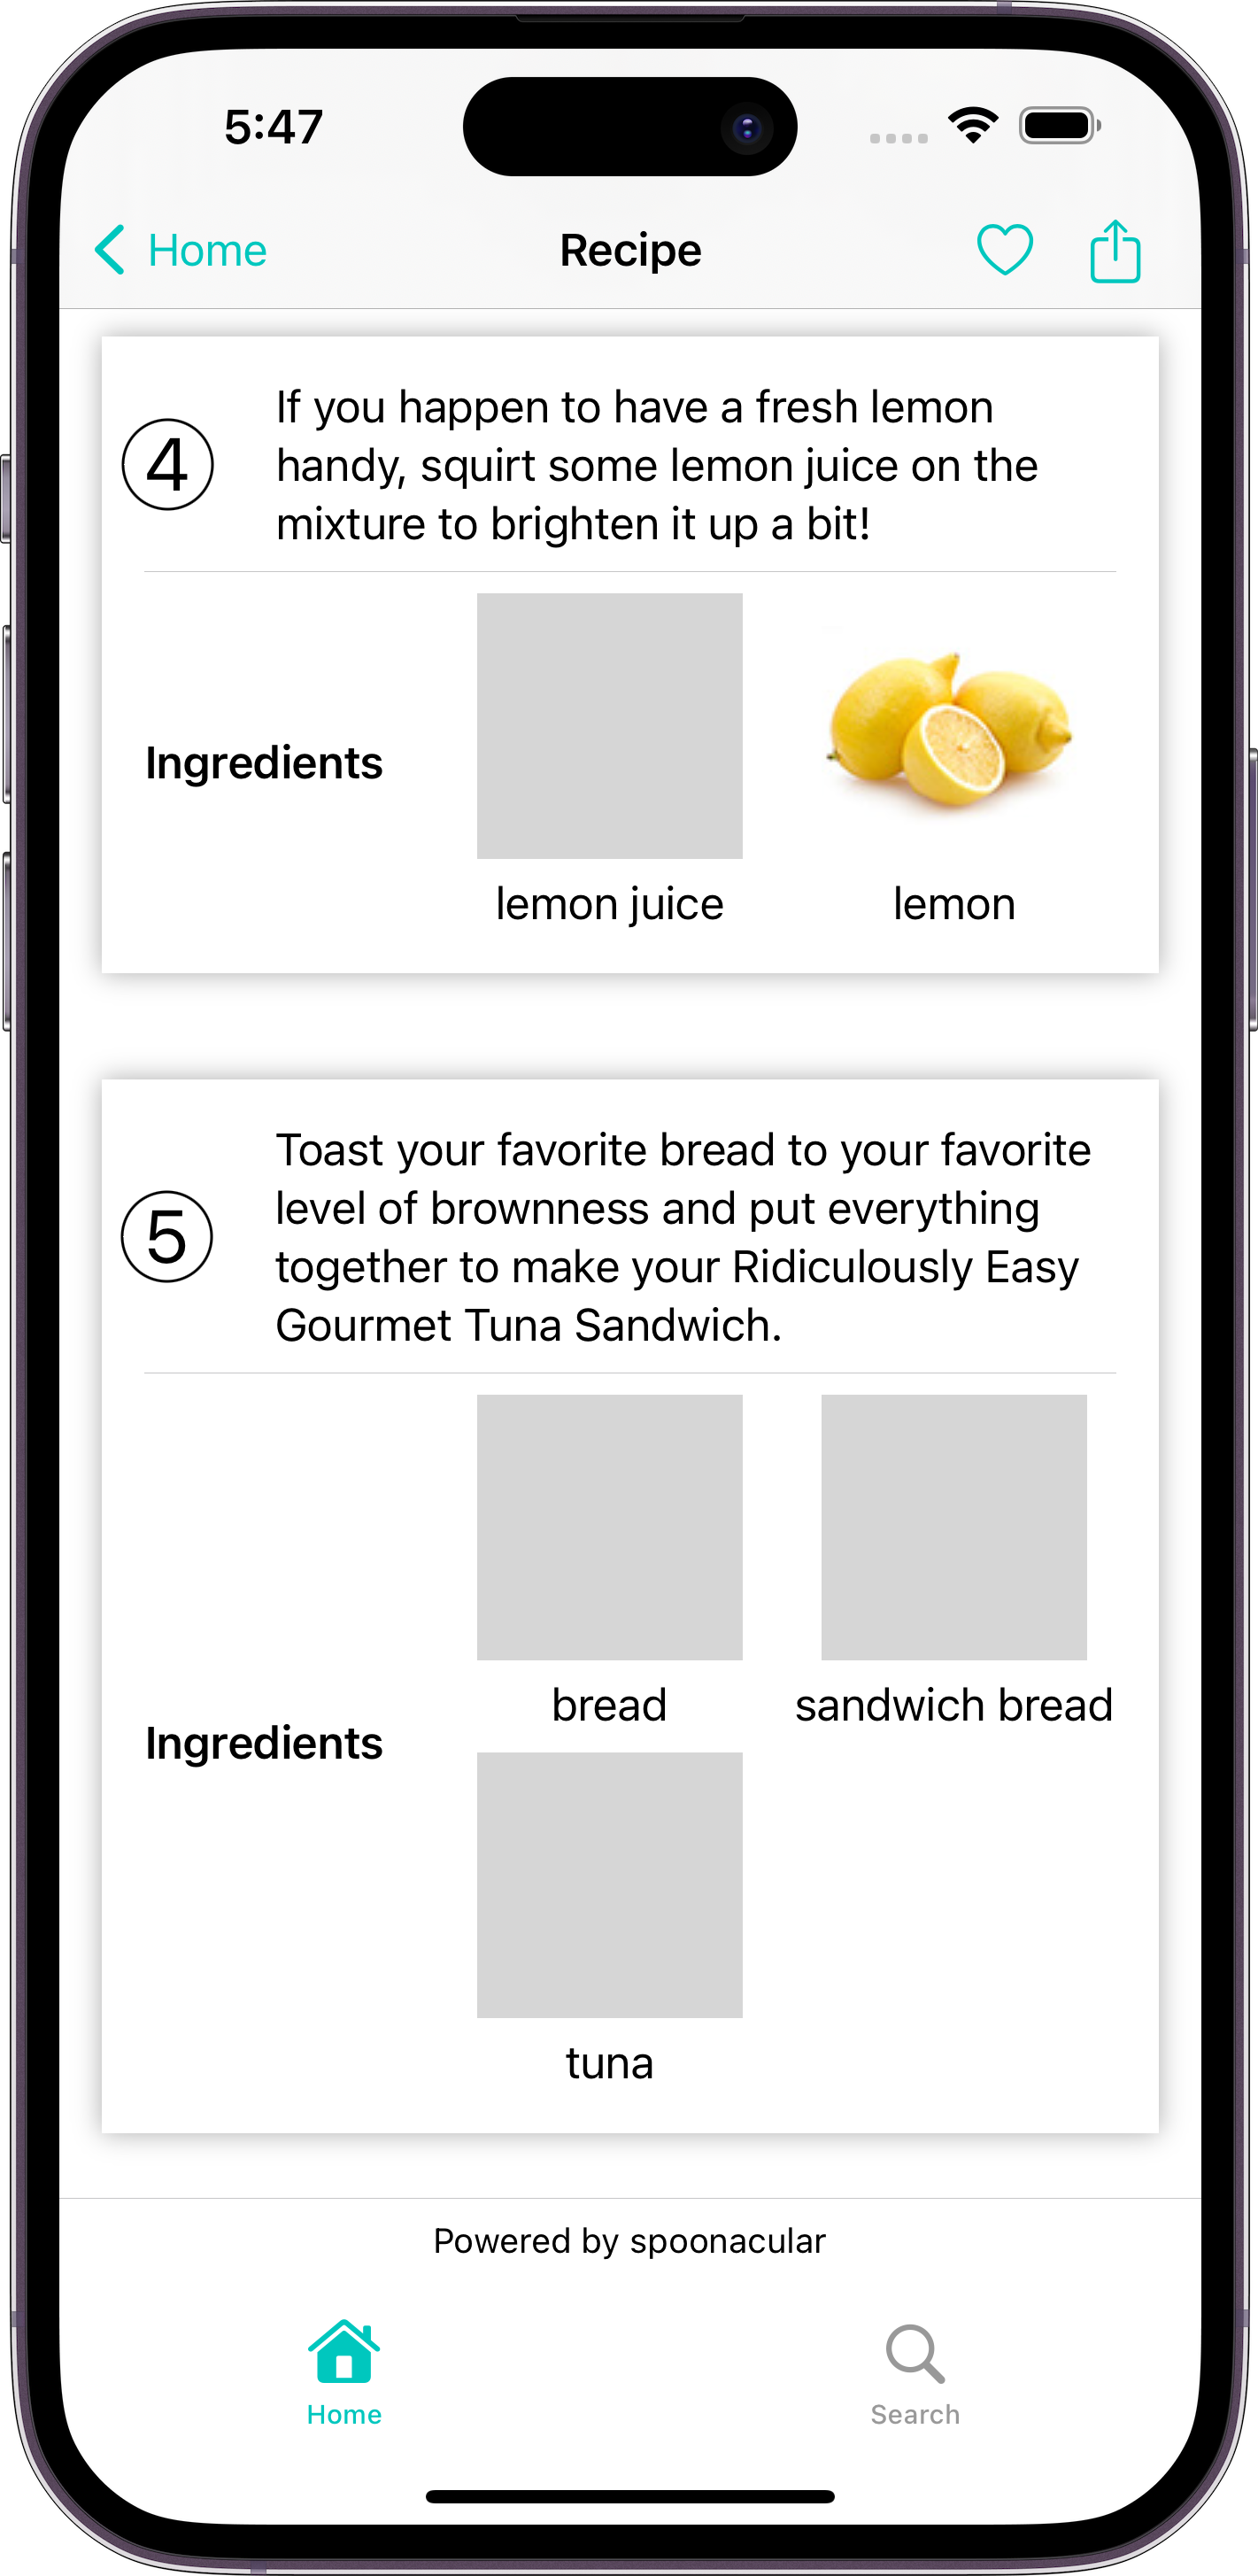 5:47
Home
Recipe
4
If you happen to have a fresh lemon
handy, squirt some lemon juice on the
mixture to brighten it up a bit!
Ingredients
lemon juice
lemon
5
Toast your favorite bread to your favorite
level of brownness and put everything
together to make your Ridiculously Easy
Gourmet Tuna Sandwich.
Ingredients
bread
sandwich bread
tuna
Powered by spoonacular
Home
Search